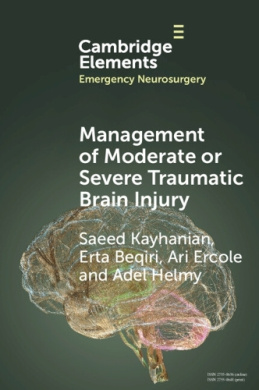 Cambridge
Elements
Emergency Neurosurgery
Management
of Moderate or
Severe Traumatic
Brain Injury
Saeed Kayhanian,
Erta Beqiri, Ari Ercole
and Adel Helmy